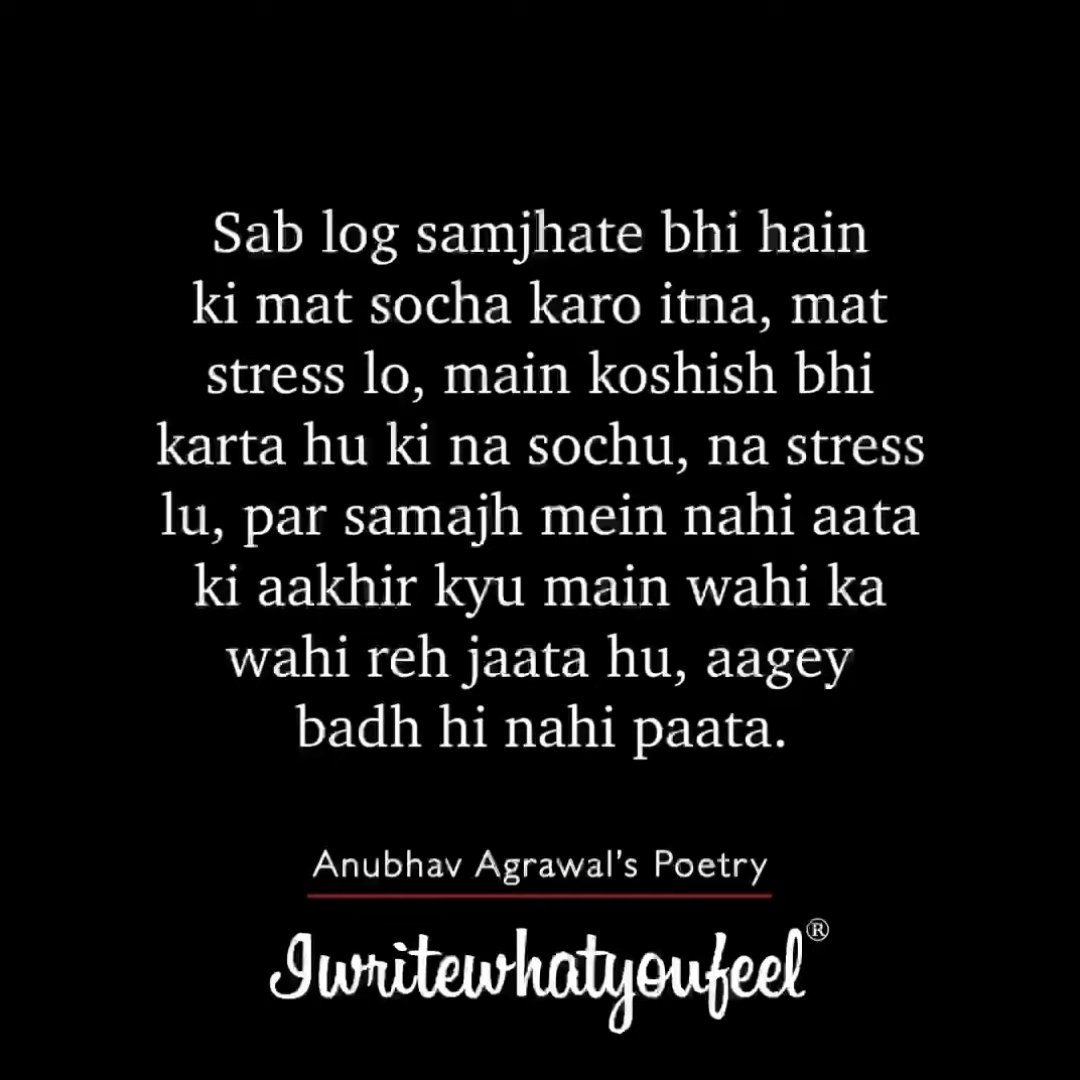 Sab log samjhate bhi hain
ki mat socha karo itna, mat
stress lo, main koshish bhi
karta hu ki na sochu, na stress
lu, par samajh mein nahi aata
ki aakhir kyu main wahi ka
wahi reh jaata hu, aagey
badh hi nahi paata.
Anubhav Agrawal's Poetry
Iwritewhatyoufeel®